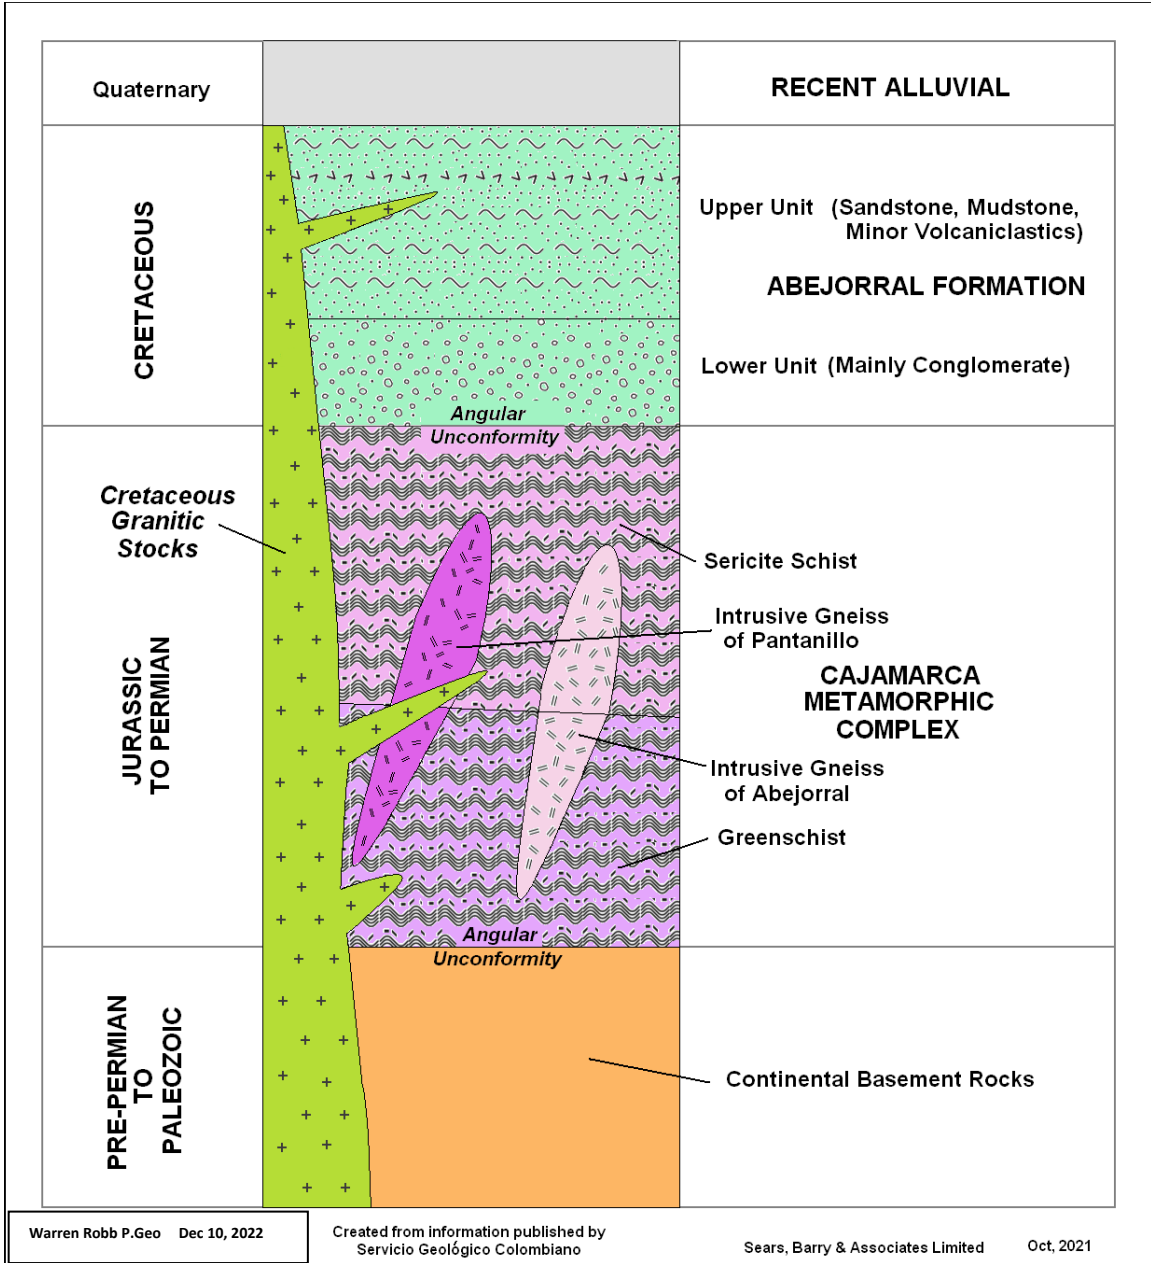 Quaternary
RECENT ALLUVIAL
CRETACEOUS
Upper Unit (Sandstone, Mudstone,
Minor Volcaniclastics)
ABEJORRAL FORMATION
Lower Unit (Mainly Conglomerate)
Angular
Unconformity
Cretaceous
Granitic
Stocks
JURASSIC
TO PERMIAN
Sericite Schist
Intrusive Gneiss
of Pantanillo
CAJAMARCA
METAMORPHIC
COMPLEX
Intrusive Gneiss
of Abejorral
Greenschist
Angular
Unconformity
PRE-PERMIAN
TO
PALEOZOIC
Continental Basement Rocks
Warren Robb P.Geo Dec 10, 2022
Created from information published by
Servicio Geológico Colombiano
Sears, Barry & Associates Limited Oct, 2021